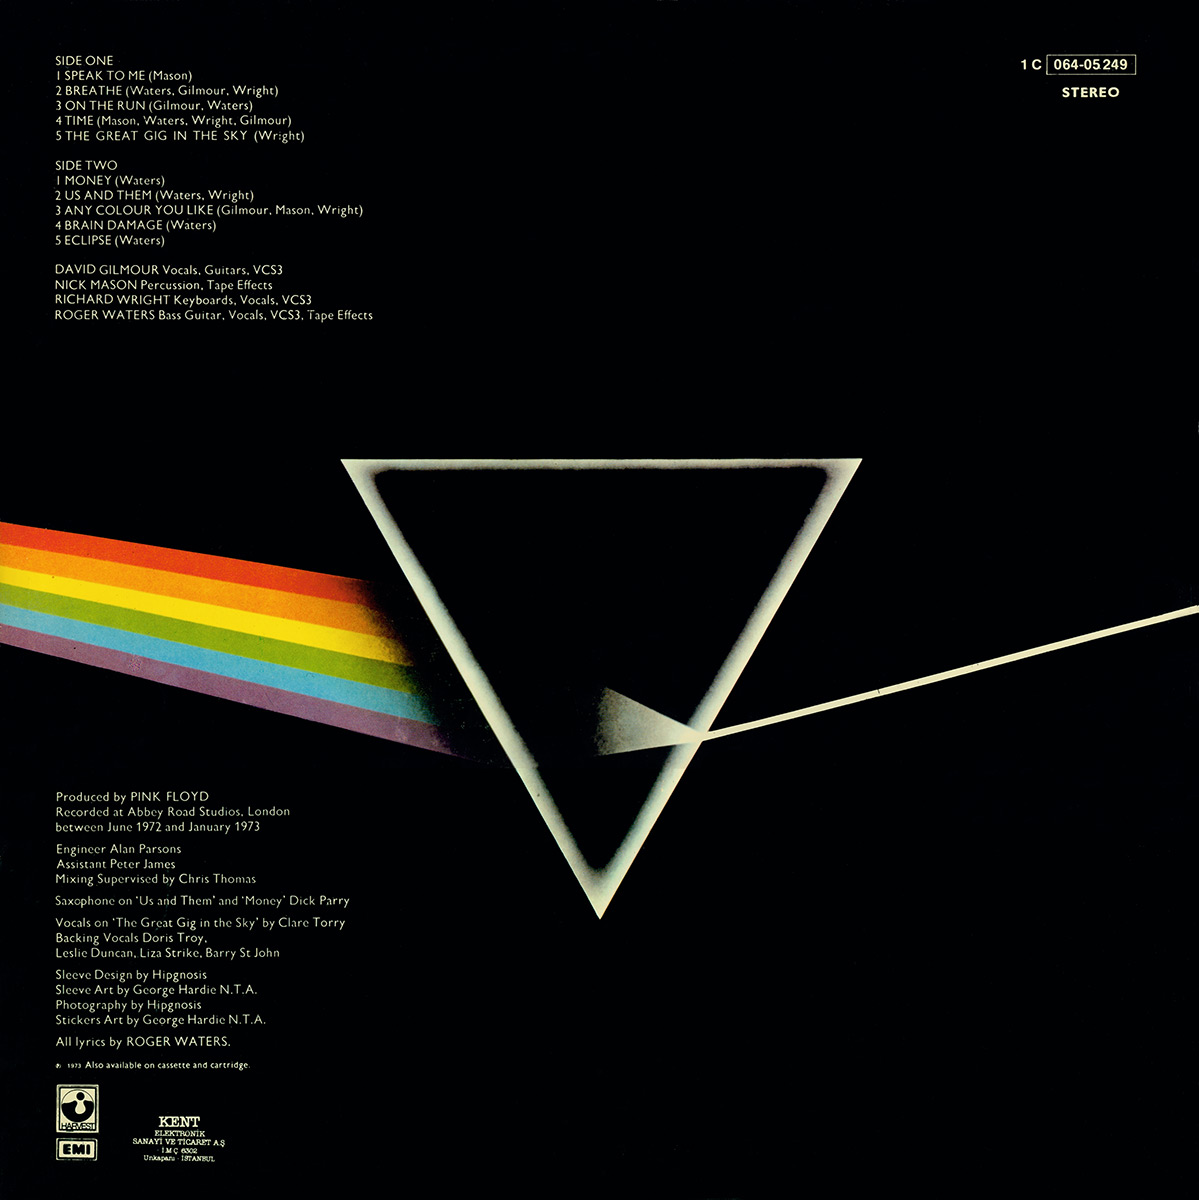 SIDE ONE
1 SPEAK TO ME (Mason)
2 BREATHE (Waters, Gilmour, Wright)
3 ON THE RUN (Gilmour, Waters)
4 TIME (Mason, Waters, Wright, Gilmour)
5 THE GREAT GIG IN THE SKY (Wright)
SIDE TWO
1 MONEY (Waters)
2 US AND THEM (Waters, Wright)
3 ANY COLOUR YOU LIKE (Gilmour, Mason, Wright)
4 BRAIN DAMAGE (Waters)
5 ECLIPSE (Waters)
DAVID GILMOUR Vocals, Guitars, VCS3
NICK MASON Percussion, Tape Effects
RICHARD WRIGHT Keyboards, Vocals, VCS3
ROGER WATERS Bass Guitar, Vocals, VCS3, Tape Effects
1 C 064-05 249
STEREO
Produced by PINK FLOYD
Recorded at Abbey Road Studios, London
between June 1972 and January 1973
Engineer Alan Parsons
Assistant Peter James
Mixing Supervised by Chris Thomas
Saxophone on 'Us and Them' and 'Money' Dick Parry
Vocals on 'The Great Gig in the Sky' by Clare Torry
Backing Vocals Doris Troy,
Leslie Duncan, Liza Strike, Barry St John
Sleeve Design by Hipgnosis
Sleeve Art by George Hardie N.T.A.
Photography by Hipgnosis
Stickers Art by George Hardie N.T.A.
All lyrics by ROGER WATERS.
℗ 1973 Also available on cassette and cartridge.
HARVEST
EMI
KENT
ELEKTRONİK
SANAYİ VE TİCARET A.Ş
İ.M Ç 6302
Unkapanı - İSTANBUL